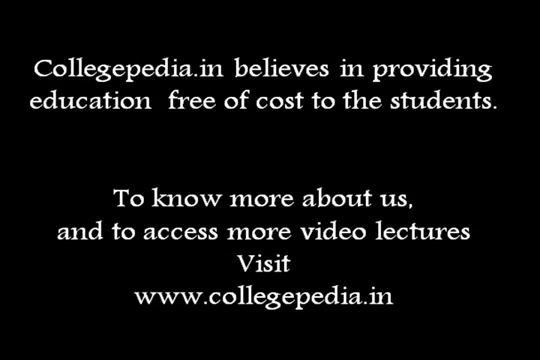 Collegepedia.in believes in providing
education free of cost to the students.
To know more about us,
and to access more video lectures
Visit
www.collegepedia.in